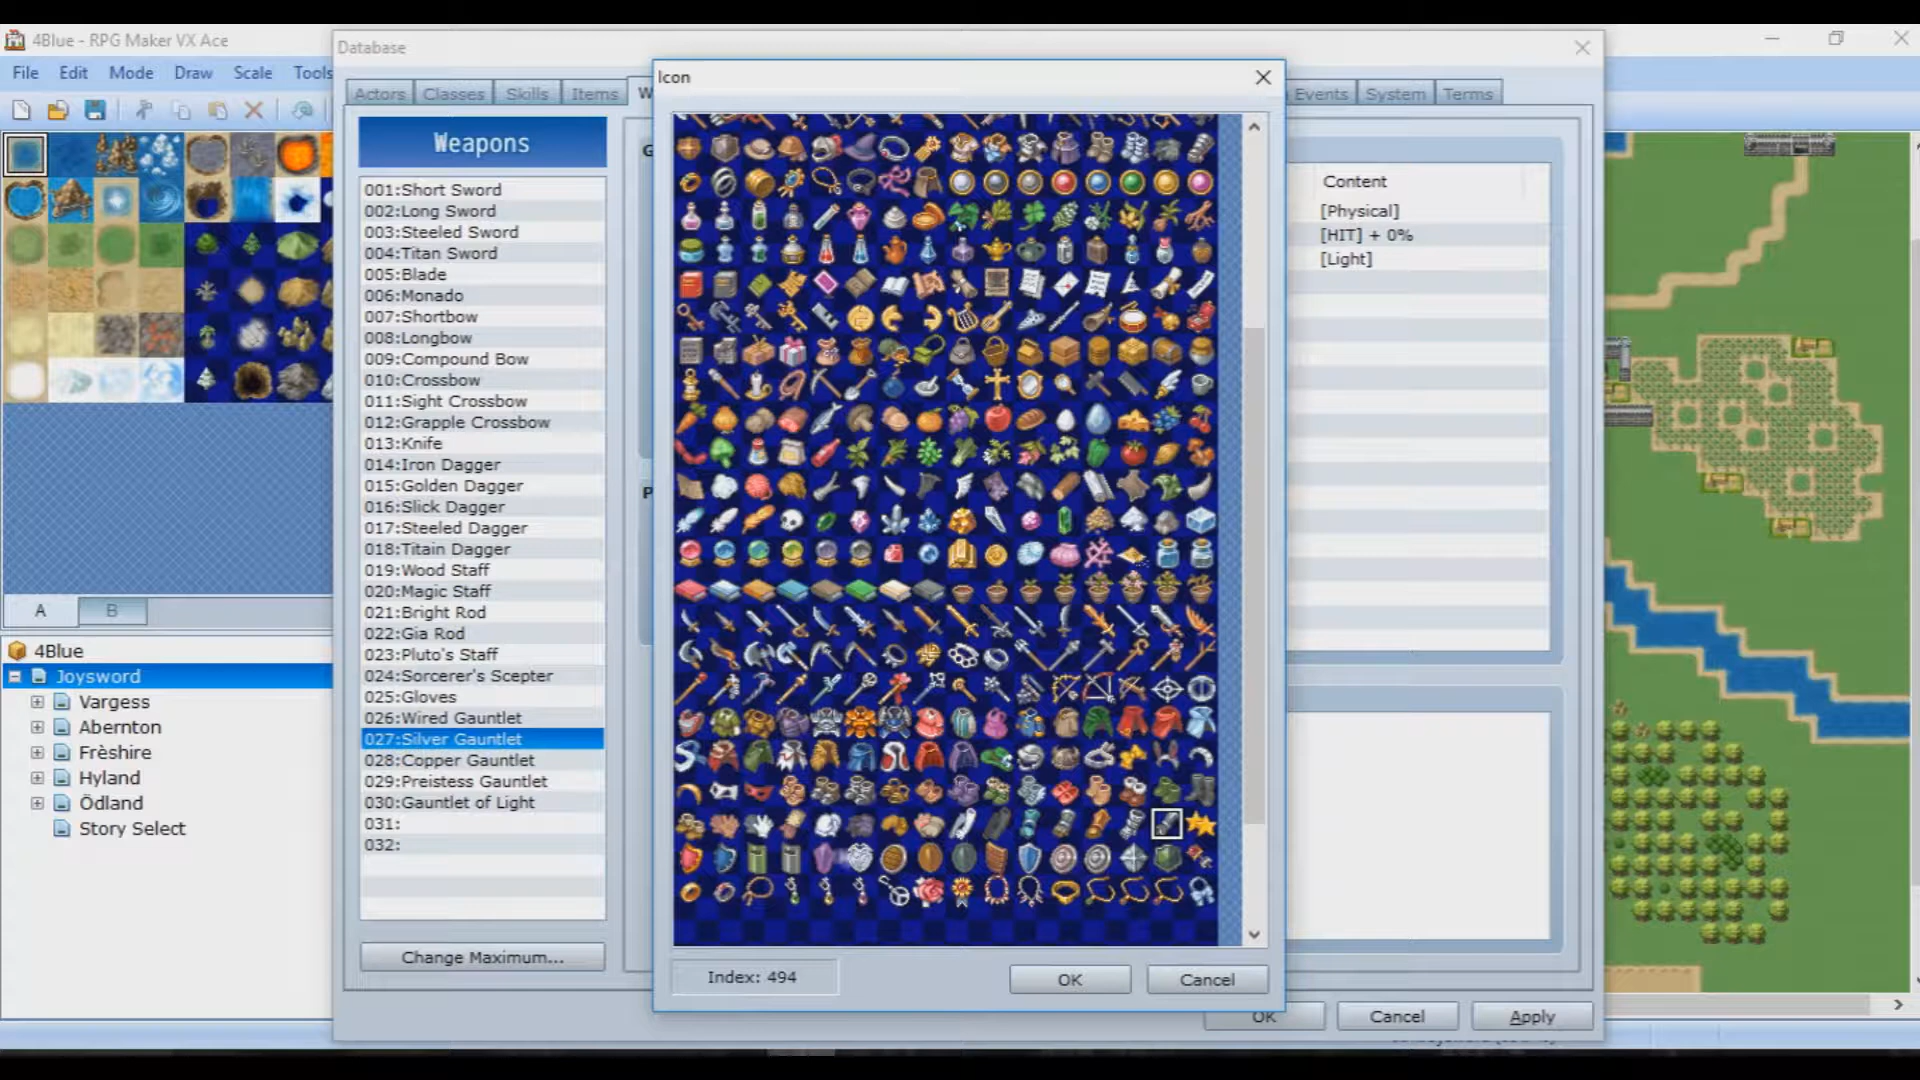 4Blue - RPG Maker VX Ace
File Edit Mode Draw Scale Tools
Database
Actors Classes Skills Items
Events System Terms
Icon
Weapons
001:Short Sword
002:Long Sword
003:Steeled Sword
004:Titan Sword
005:Blade
006:Monado
007:Shortbow
008:Longbow
009:Compound Bow
010:Crossbow
011:Sight Crossbow
012:Grapple Crossbow
013:Knife
014:Iron Dagger
015:Golden Dagger
016:Slick Dagger
017:Steeled Dagger
018:Titain Dagger
019:Wood Staff
020:Magic Staff
021:Bright Rod
022:Gia Rod
023:Pluto's Staff
024:Sorcerer's Scepter
025:Gloves
026:Wired Gauntlet
027:Silver Gauntlet
028:Copper Gauntlet
029:Preistess Gauntlet
030:Gauntlet of Light
031:
032:
Change Maximum...
Content
[Physical]
[HIT] + 0%
[Light]
A B
4Blue
Joysword
Vargess
Abernton
Frèshire
Hyland
Ödland
Story Select
Index: 494
OK Cancel
OK Cancel Apply